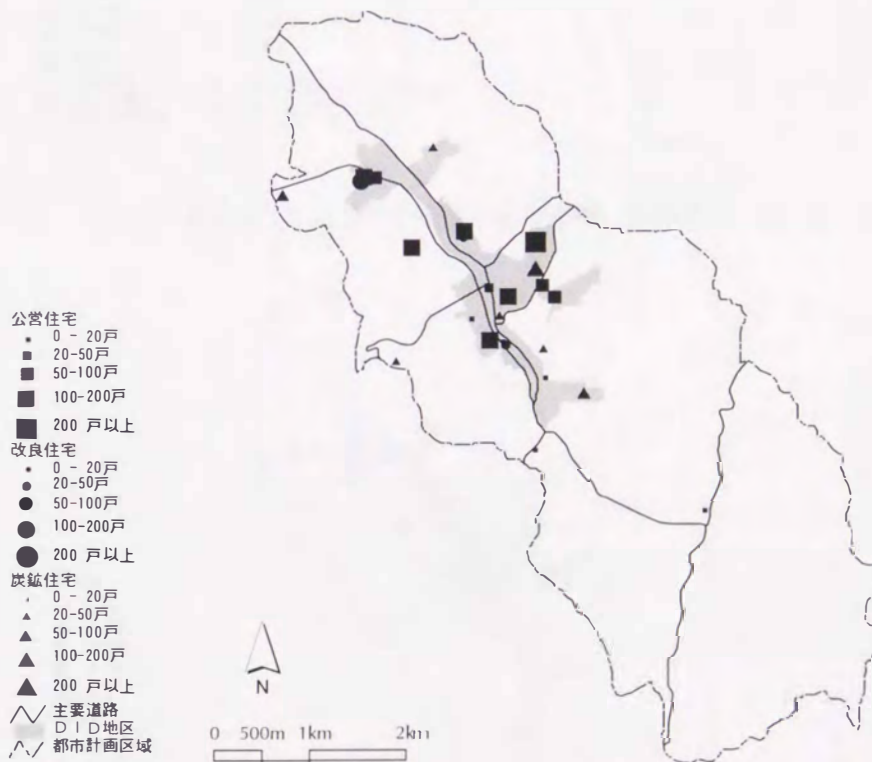 公営住宅
0 - 20戸
20-50戸
50-100戸
100-200戸
200 戸以上
改良住宅
0 - 20戸
20-50戸
50-100戸
100-200戸
200 戸以上
炭鉱住宅
0 - 20戸
20-50戸
50-100戸
100-200戸
200 戸以上
主要道路
DID地区
都市計画区域
N
0 500m 1km 2km